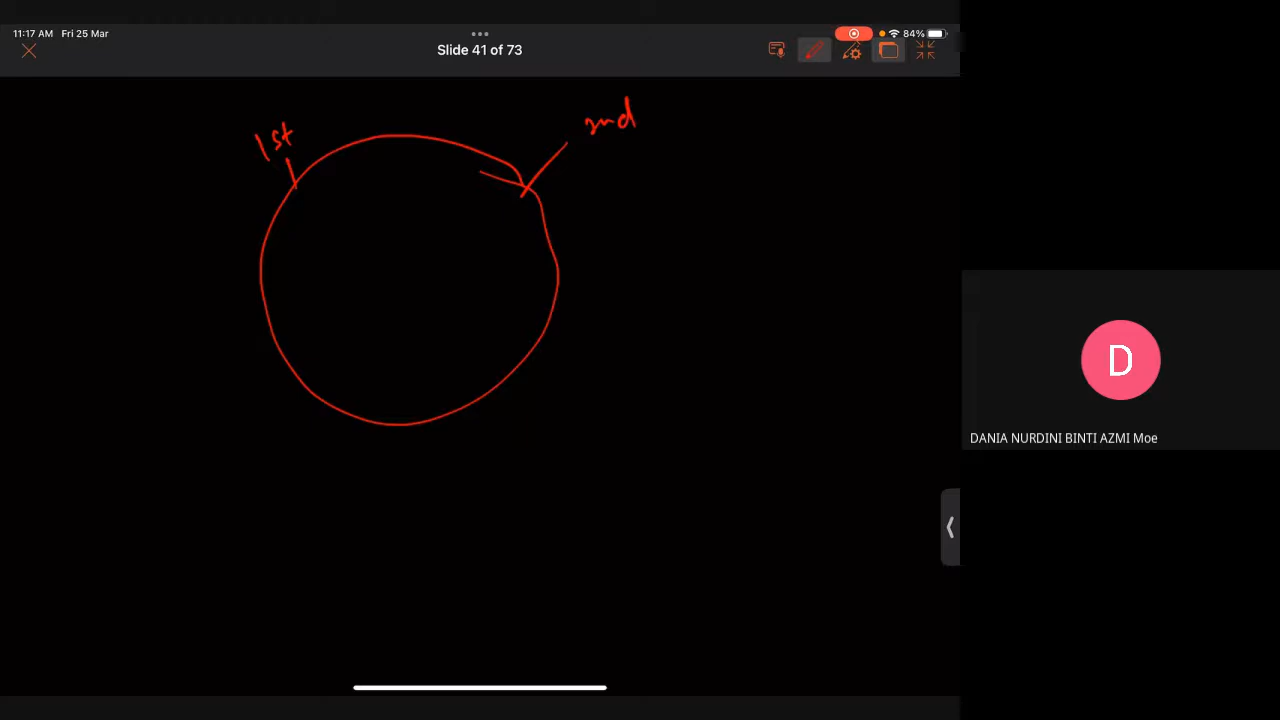 11:17 AM Fri 25 Mar
84%
Slide 41 of 73
1st
2nd
D
DANIA NURDINI BINTI AZMI Moe